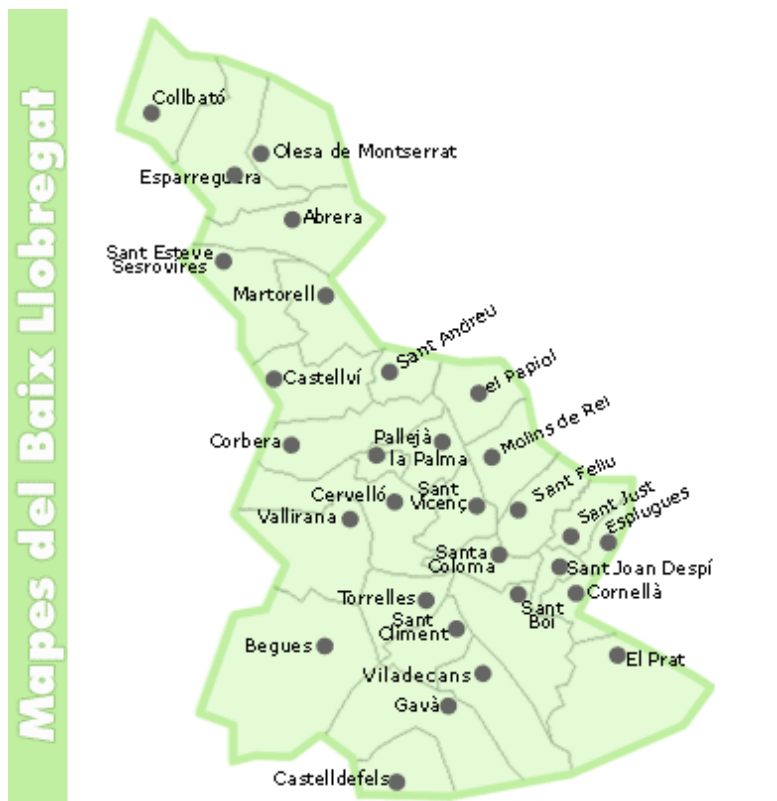 Mapes del Baix Llobregat
Collbató
Olesa de Montserrat
Esparreguera
Abrera
Sant Esteve
Sesrovires
Martorell
Sant Andreu
Castellví
el Papiol
Molins de Rei
Corbera
Pallejà
la Palma
Sant
Vicenç
Cervelló
Sant Feliu
Vallirana
Sant Just
Esplugues
Santa
Coloma
Sant Joan Despí
Cornellà
Torrelles
Sant
Boi
Sant
Climent
Begues
El Prat
Viladecans
Gavà
Castelldefels